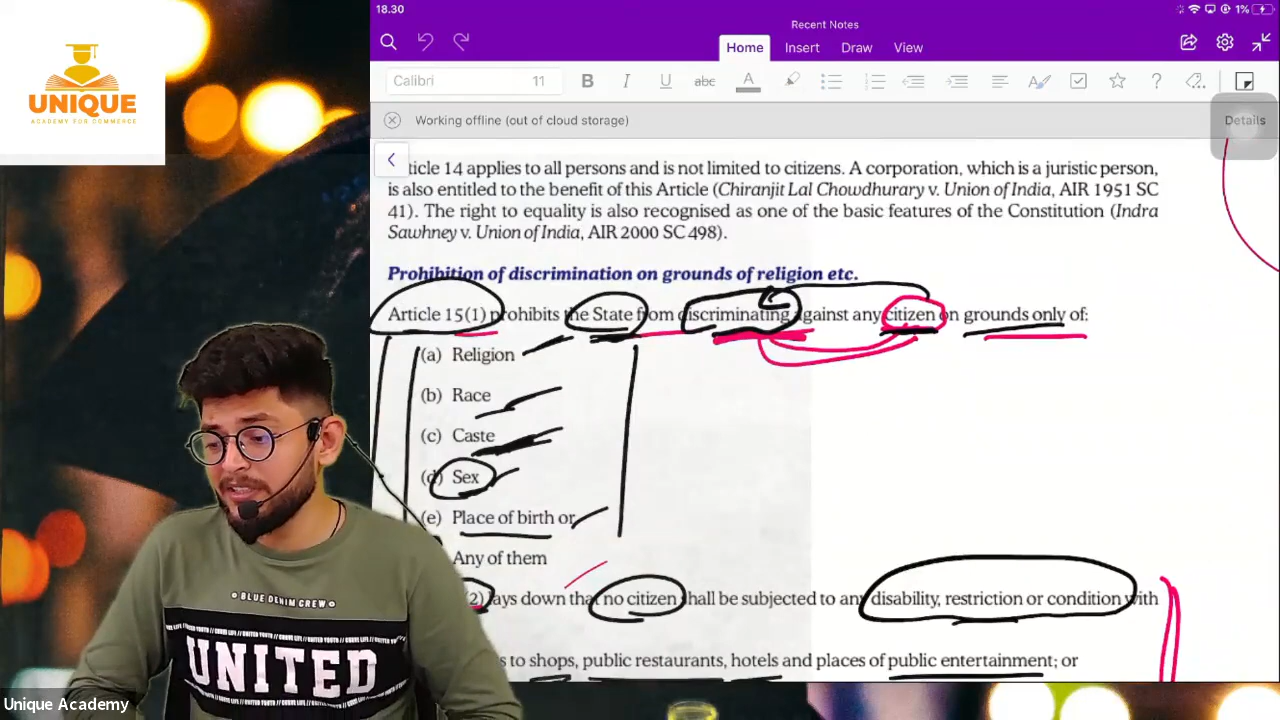 UNIQUE
ACADEMY FOR COMMERCE
18.30
1%
Recent Notes
Home Insert Draw View
Calibri 11 B I U abc A
Working offline (out of cloud storage)
Details
ticle 14 applies to all persons and is not limited to citizens. A corporation, which is a juristic person,
is also entitled to the benefit of this Article (Chiranjit Lal Chowdhurary v. Union of India, AIR 1951 SC
41). The right to equality is also recognised as one of the basic features of the Constitution (Indra
Sawhney v. Union of India, AIR 2000 SC 498).
Prohibition of discrimination on grounds of religion etc.
Article 15(1) prohibits the State from discriminating against any citizen on grounds only of:
(a) Religion
(b) Race
(c) Caste
(d) Sex
(e) Place of birth or
Any of them
(2) lays down that no citizen shall be subjected to any disability, restriction or condition with
s to shops, public restaurants, hotels and places of public entertainment; or
BLUE DENIM CREW
UNITED
Unique Academy